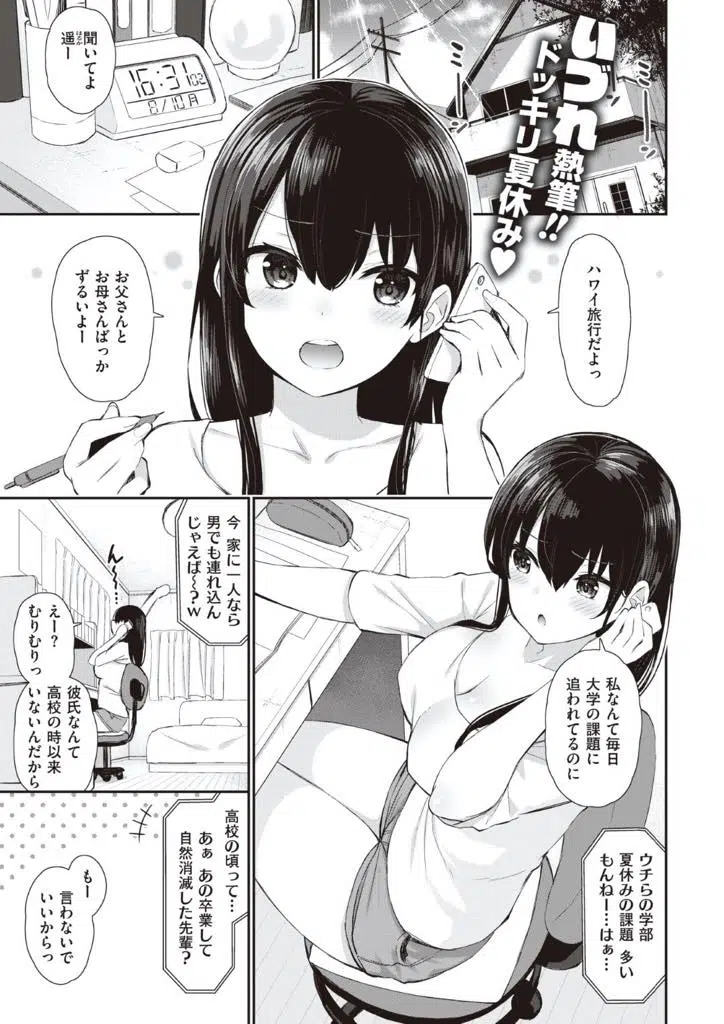 聞いてよ
遥ー
はるか
16:31 02
8/10月
ミーン
ミーン
いづれ熱筆!!
ドッキリ夏休み♥
ハワイ旅行だよっ
お父さんと
お母さんばっか
ずるいよー
私なんて毎日
大学の課題に
追われてるのに
ウチらの学部
夏休みの課題 多い
もんねー…はぁ…
今 家に一人なら
男でも連れ込ん
じゃえば〜?w
ん〜…
えー?
むりむりっ
彼氏なんて
高校の時以来
いないんだから
高校の頃って…
あぁ あの卒業して
自然消滅した先輩?
もー
言わないで
いいからっ